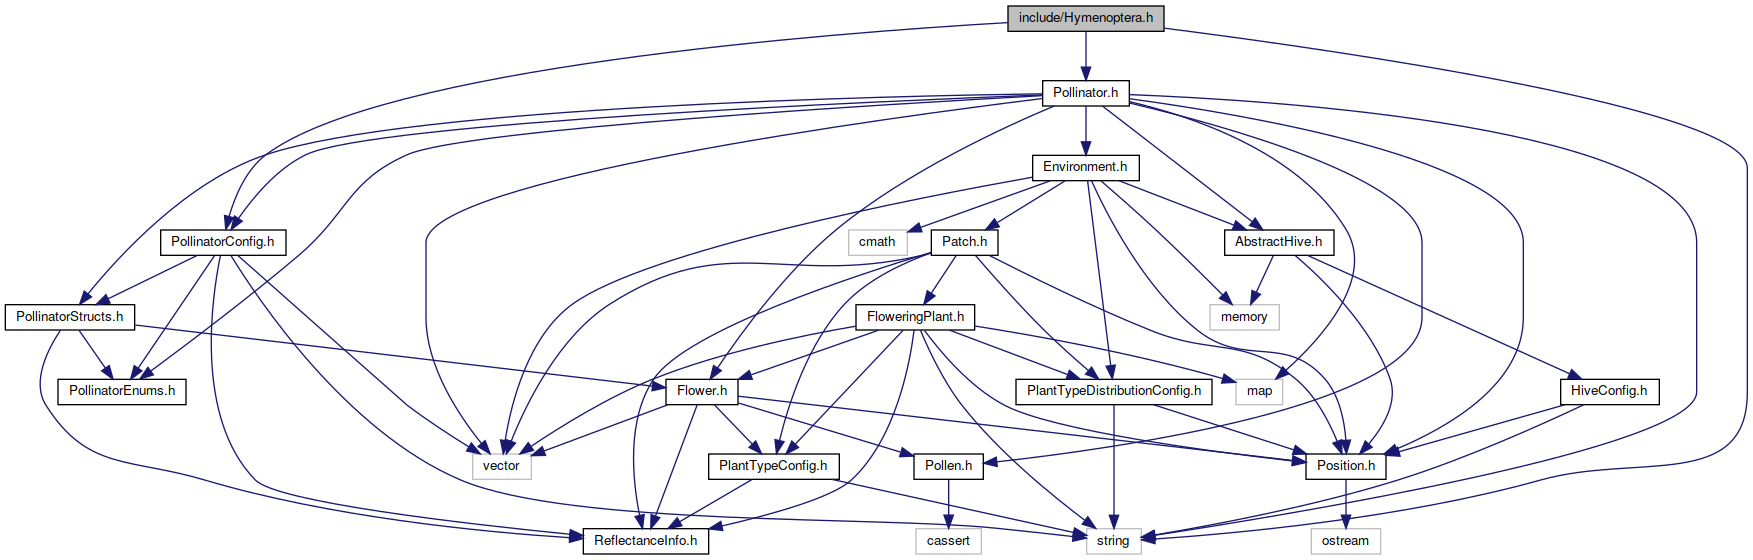 include/Hymenoptera.h
Pollinator.h
Environment.h
PollinatorConfig.h
cmath
Patch.h
AbstractHive.h
PollinatorStructs.h
FloweringPlant.h
memory
PollinatorEnums.h
Flower.h
PlantTypeDistributionConfig.h
map
HiveConfig.h
vector
PlantTypeConfig.h
Pollen.h
Position.h
ReflectanceInfo.h
cassert
string
ostream